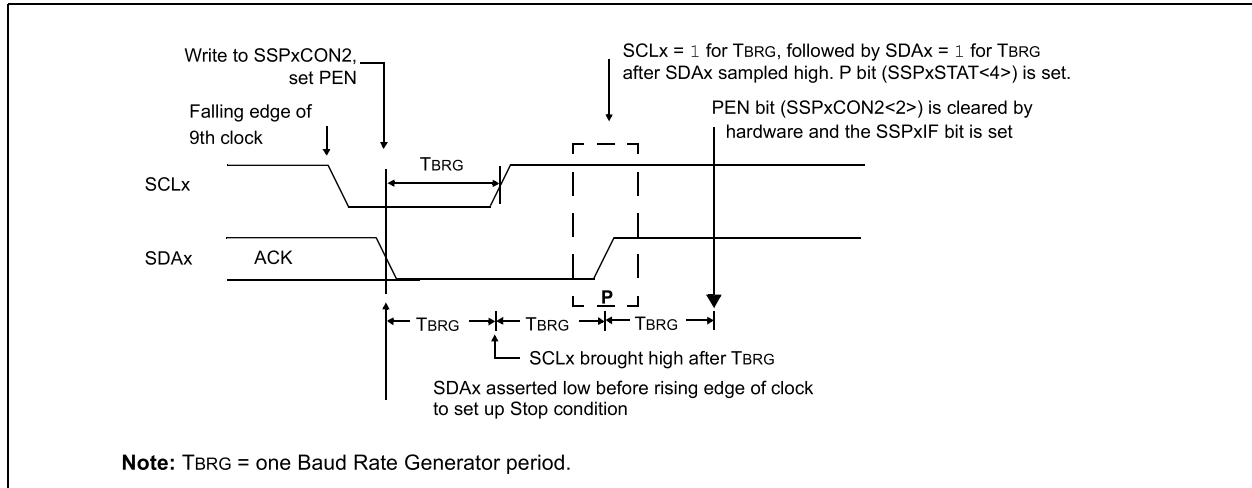 Write to SSPxCON2,
set PEN
SCLx = 1 for TBRG, followed by SDAx = 1 for TBRG
after SDAx sampled high. P bit (SSPxSTAT<4>) is set.
Falling edge of
9th clock
PEN bit (SSPxCON2<2>) is cleared by
hardware and the SSPxIF bit is set
TBRG
SCLx
SDAx
ACK
P
TBRG
TBRG
TBRG
SCLx brought high after TBRG
SDAx asserted low before rising edge of clock
to set up Stop condition
Note: TBRG = one Baud Rate Generator period.